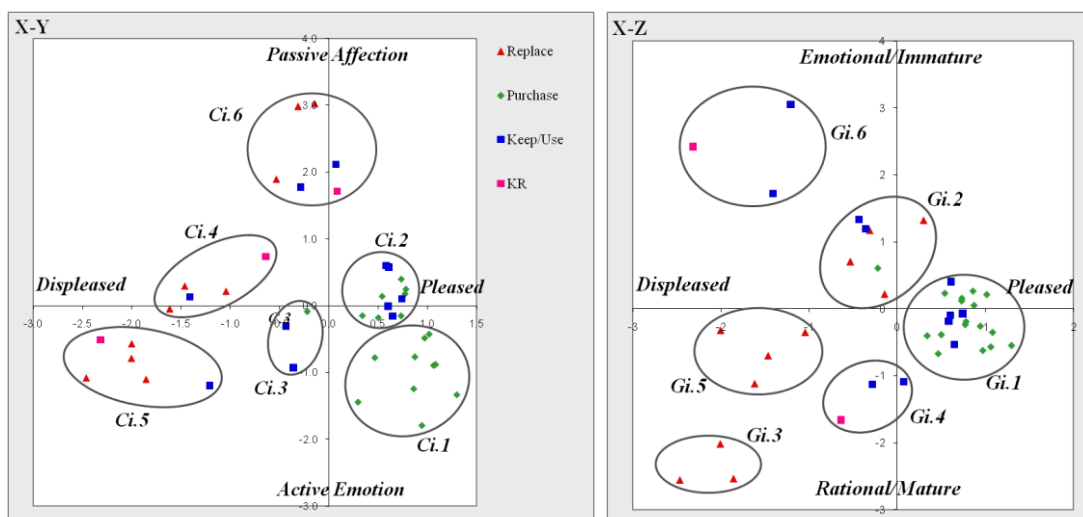 X-Y
4.0
Passive Affection
Replace
Purchase
Keep/Use
KR
Ci.6
3.0
2.0
1.0
Ci.4
Ci.2
Displeased
Pleased
0.0
-3.0
-2.5
-2.0
-1.5
-1.0
-0.5
0.0
0.5
1.0
1.5
Ci.3
-1.0
Ci.5
Ci.1
-2.0
Active Emotion
-3.0
X-Z
4
Emotional/Immature
3
Gi.6
2
Gi.2
1
Displeased
Pleased
0
-3
-2
-1
0
1
2
Gi.5
Gi.1
-1
Gi.4
-2
Gi.3
Rational/Mature
-3